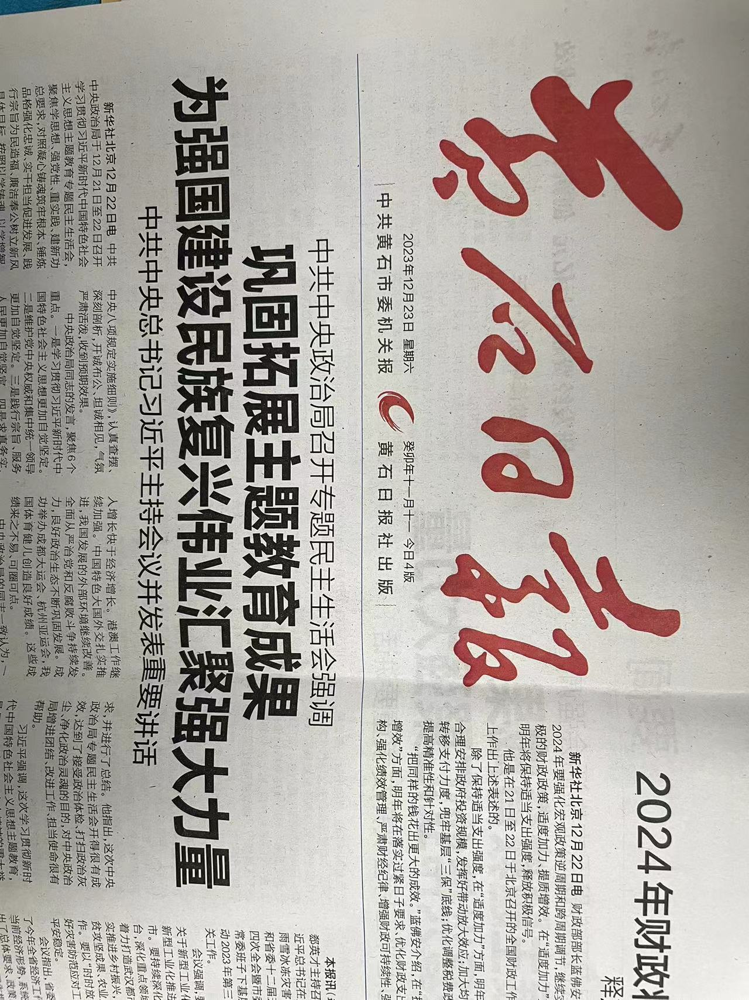 黄石日报
2023年12月23日 星期六
癸卯年十一月十一 今日4版
中共黄石市委机关报
黄石日报社出版
2024年财政
释
新华社北京12月22日电 财政部部长蓝佛安
2024年要强化宏观政策逆周期和跨周期调节,继续实
极的财政政策,适度加力、提质增效。在“适度加力”
明年将保持适当支出强度,释放积极信号。
他是在21日至22日于北京召开的全国财政工作
上作出上述表述的。
除了保持适当支出强度,在“适度加力”方面,明年
合理安排政府投资规模,发挥好带动放大效应;加大均
转移支付力度,兜牢基层“三保”底线;优化调整税费政
提高精准性和针对性。
“把同样的钱花出更大的成效。”蓝佛安介绍,在“提
增效”方面,明年将在落实过紧日子要求、优化财政支出
构、强化绩效管理、严肃财经纪律、增强财政可持续性、强
中共中央政治局召开专题民主生活会强调
巩固拓展主题教育成果
为强国建设民族复兴伟业汇聚强大力量
中共中央总书记习近平主持会议并发表重要讲话
新华社北京12月22日电 中共
中央政治局于12月21日至22日召开
学习贯彻习近平新时代中国特色社会
主义思想主题教育专题民主生活会,
聚焦学思想、强党性、重实践、建新功
总要求,对照凝心铸魂筑牢根本、锤炼
品格强化忠诚、实干担当促进发展、践
行宗旨为民造福、廉洁奉公树立新风
具体目标,按照以学铸魂、以学增智
中央八项规定实施细则》,认真查摆、
深刻剖析,开诚布公、坦诚相见,气氛
严肃活泼,收到预期效果。
中央政治局同志的发言,聚焦6个
重点。一是学习贯彻习近平新时代中
国特色社会主义思想更加自觉坚定。
二是维护党中央权威和集中统一领导
更加自觉坚定。三是践行宗旨、服务
人民更加自觉坚定。四是求真务实、
人增长快于经济增长。港澳工作继
续加强。中国特色大国外交扎实推
进,我国发展的外部环境继续改善。
全面从严治党和反腐败斗争持续发
力,良好政治生态不断巩固发展。成
功举办成都大运会、杭州亚运会,我
国体育健儿创造良好成绩。这些成
绩来之不易、可圈可点。
中央政治局的同志一致认为,一
求,并进行了总结。他指出,这次中央
政治局专题民主生活会开得很有成
效,达到了接受政治体检、打扫政治灰
尘、净化政治灵魂的目的,对中央政治
局增进团结、改进工作、担当使命很有
帮助。
习近平强调,这次学习贯彻新时
代中国特色社会主义思想主题教育,
本报讯
郄英才主持召
近平总书记在
雨雪冰冻灾害
和省委十二届
四次全会暨市
常委班子下基
动2023年第三
关工作。
会议强调,要
关于新型工业化
新型工业化推进
市。要持续深化
台,深化重点领
着力打造武汉都
实推进乡村振兴,
贫攻坚成果、农业
作。要以“时时放
好灾害防范应对工
平安稳定。
会议指出,省委
了今年全省经济工
当前经济形势,系统
出了总体要求、政策